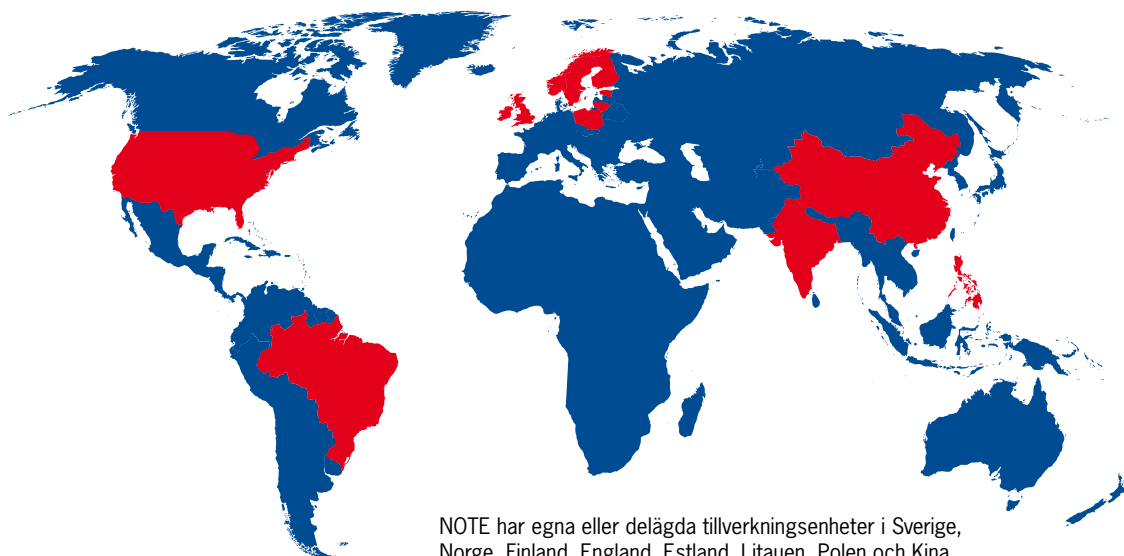 NOTE har egna eller delägda tillverkningsenheter i Sverige,
Norge, Finland, England, Estland, Litauen, Polen och Kina